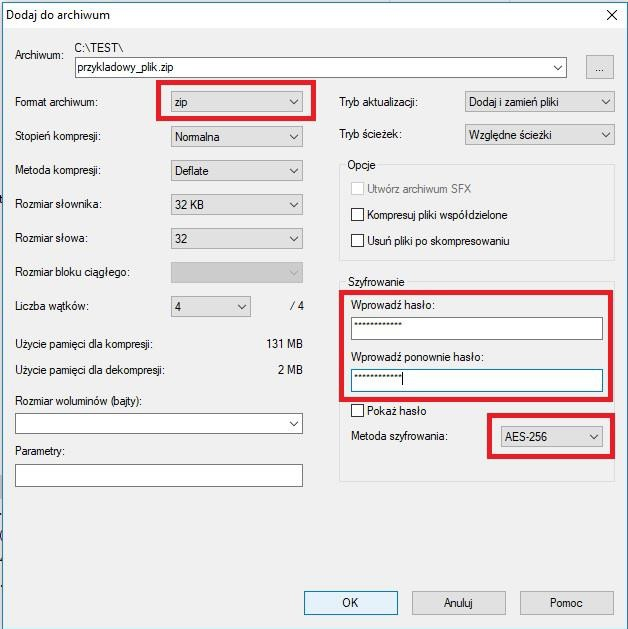 Dodaj do archiwum
Archiwum:
C:\TEST\
przykladowy_plik.zip
...
Format archiwum:
zip
Stopień kompresji:
Normalna
Metoda kompresji:
Deflate
Rozmiar słownika:
32 KB
Rozmiar słowa:
32
Rozmiar bloku ciągłego:
Liczba wątków:
4
/ 4
Użycie pamięci dla kompresji:
131 MB
Użycie pamięci dla dekompresji:
2 MB
Rozmiar woluminów (bajty):
Parametry:
Tryb aktualizacji:
Dodaj i zamień pliki
Tryb ścieżek:
Względne ścieżki
Opcje
Utwórz archiwum SFX
Kompresuj pliki współdzielone
Usuń pliki po skompresowaniu
Szyfrowanie
Wprowadź hasło:
************
Wprowadź ponownie hasło:
************
Pokaż hasło
Metoda szyfrowania:
AES-256
OK
Anuluj
Pomoc